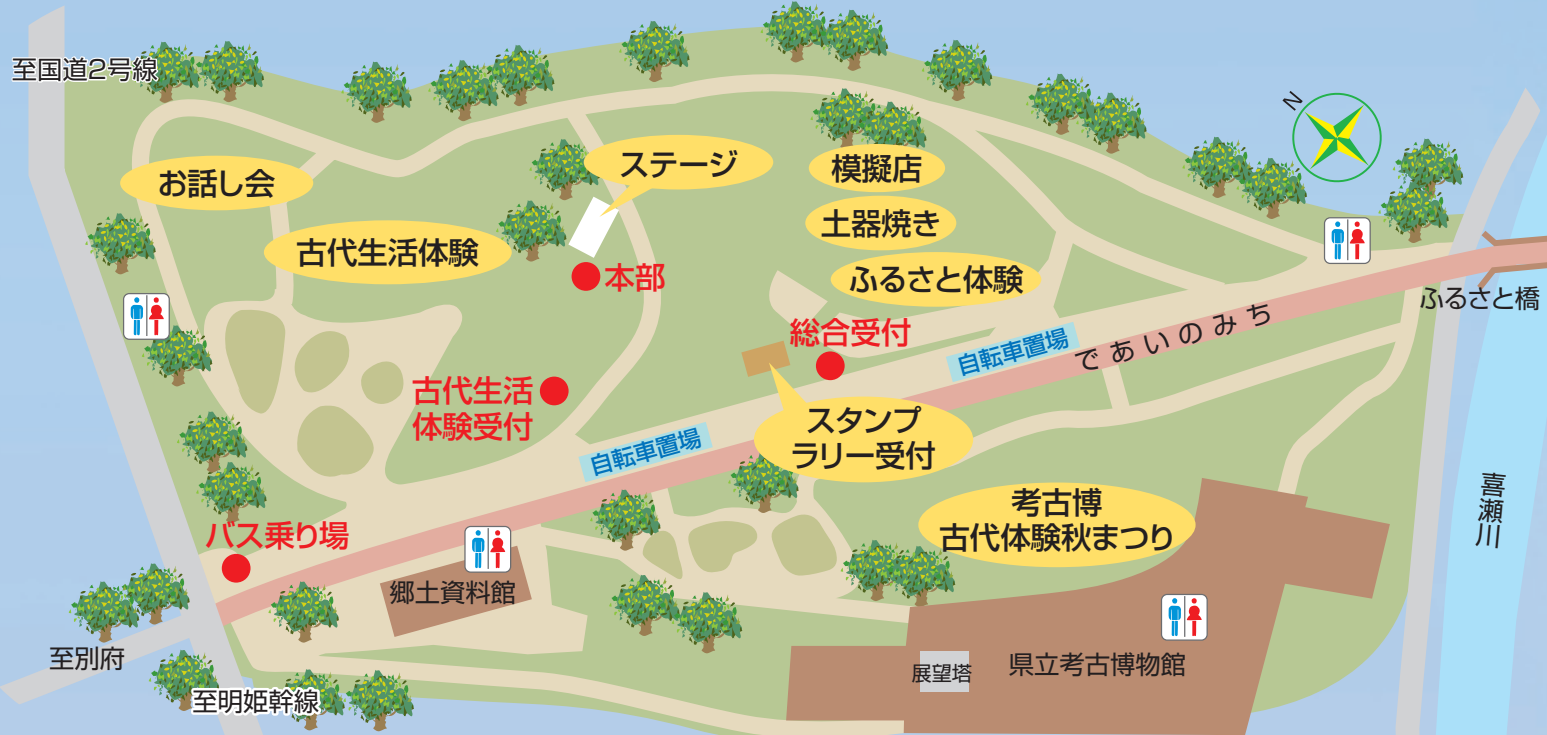 至国道2号線
N
お話し会
ステージ
模擬店
土器焼き
古代生活体験
本部
ふるさと体験
ふるさと橋
総合受付
自転車置場
であいのみち
古代生活
体験受付
スタンプ
ラリー受付
自転車置場
喜瀬川
考古博
古代体験秋まつり
バス乗り場
郷土資料館
至別府
展望塔
県立考古博物館
至明姫幹線